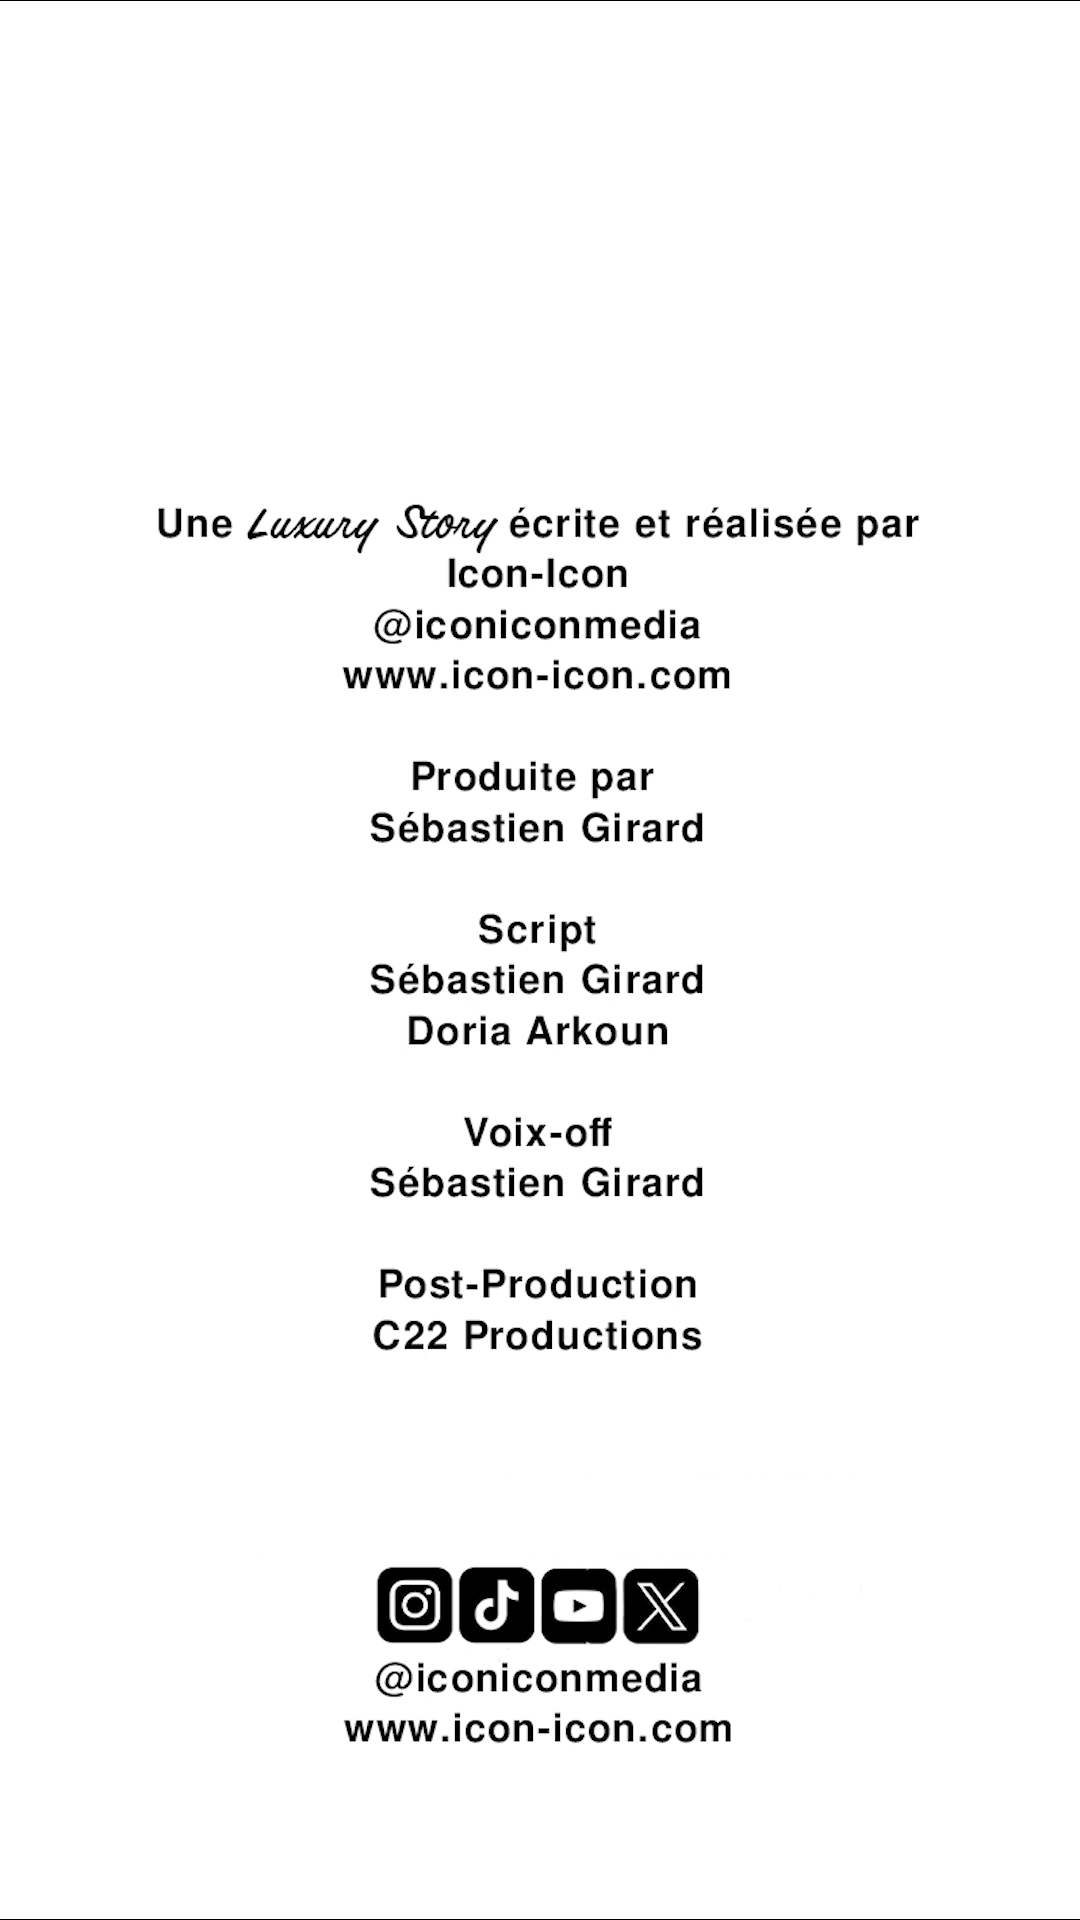 Une Luxury Story écrite et réalisée par
Icon-Icon
@iconiconmedia
www.icon-icon.com
Produite par
Sébastien Girard
Script
Sébastien Girard
Doria Arkoun
Voix-off
Sébastien Girard
Post-Production
C22 Productions
@iconiconmedia
www.icon-icon.com